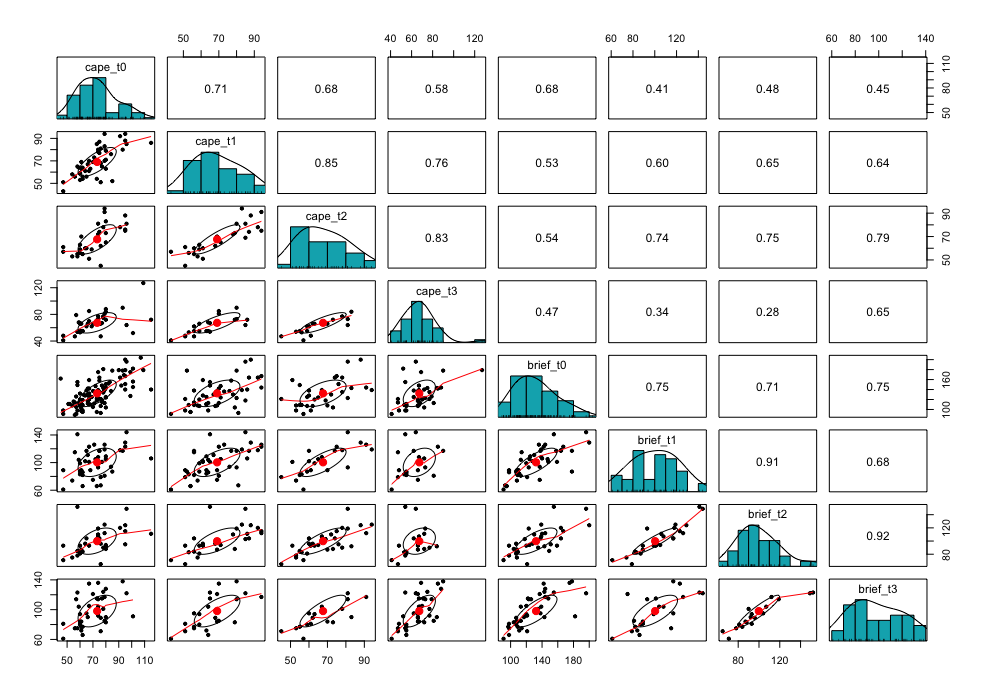 50 70 90 40 60 80 120 60 80 100 120 60 80 100 140
cape_t0 0.71 0.68 0.58 0.68 0.41 0.48 0.45 50 70 90 110
50 70 90 cape_t1 0.85 0.76 0.53 0.60 0.65 0.64
cape_t2 0.83 0.54 0.74 0.75 0.79 50 70 90
40 80 120 cape_t3 0.47 0.34 0.28 0.65
brief_t0 0.75 0.71 0.75 100 160
60 100 140 brief_t1 0.91 0.68
brief_t2 0.92 80 120
60 100 140 brief_t3
50 70 90 110 50 70 90 100 140 180 80 120